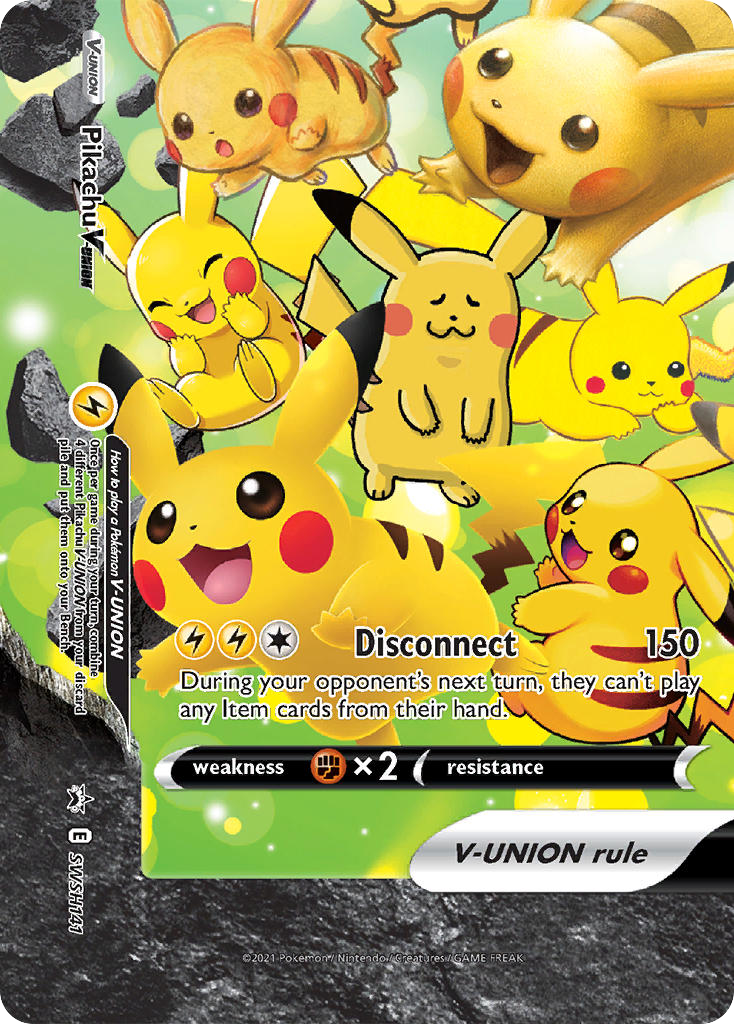 V-UNION
Pikachu V-UNION
How to play a Pokémon V-UNION
Once per game during your turn, combine
4 different Pikachu V-UNION from your discard
pile and put them onto your Bench.
Disconnect 150
During your opponent's next turn, they can't play
any Item cards from their hand.
weakness ×2 resistance
V-UNION rule
E SWSH141
©2021 Pokémon / Nintendo / Creatures / GAME FREAK